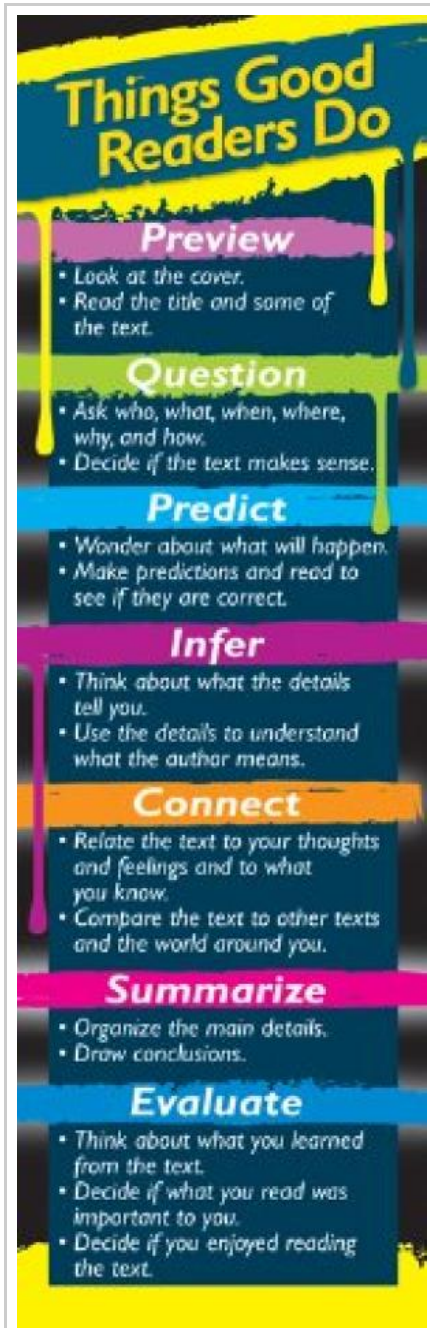 Things Good
Readers Do
Preview
• Look at the cover.
• Read the title and some of
the text.
Question
• Ask who, what, when, where,
why, and how.
• Decide if the text makes sense.
Predict
• Wonder about what will happen.
• Make predictions and read to
see if they are correct.
Infer
• Think about what the details
tell you.
• Use the details to understand
what the author means.
Connect
• Relate the text to your thoughts
and feelings and to what
you know.
• Compare the text to other texts
and the world around you.
Summarize
• Organize the main details.
• Draw conclusions.
Evaluate
• Think about what you learned
from the text.
• Decide if what you read was
important to you.
• Decide if you enjoyed reading
the text.